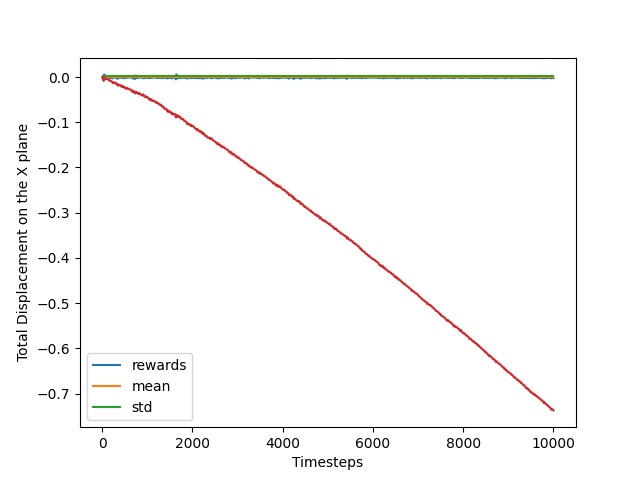 Total Displacement on the X plane
0.0
−0.1
−0.2
−0.3
−0.4
−0.5
−0.6
−0.7
rewards
mean
std
0 2000 4000 6000 8000 10000
Timesteps